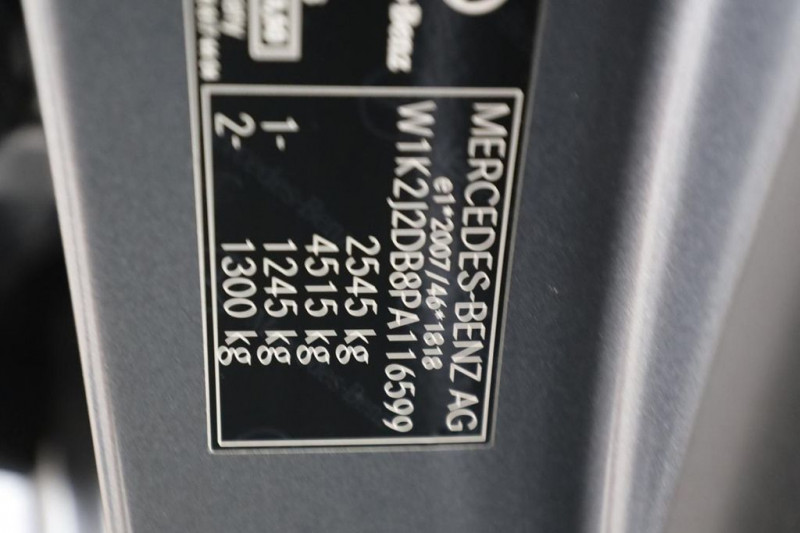 MERCEDES-BENZ AG
e1*2007/46*1818
W1K2J2DB8PA116599
2545 kg
4515 kg
1- 1245 kg
2- 1300 kg